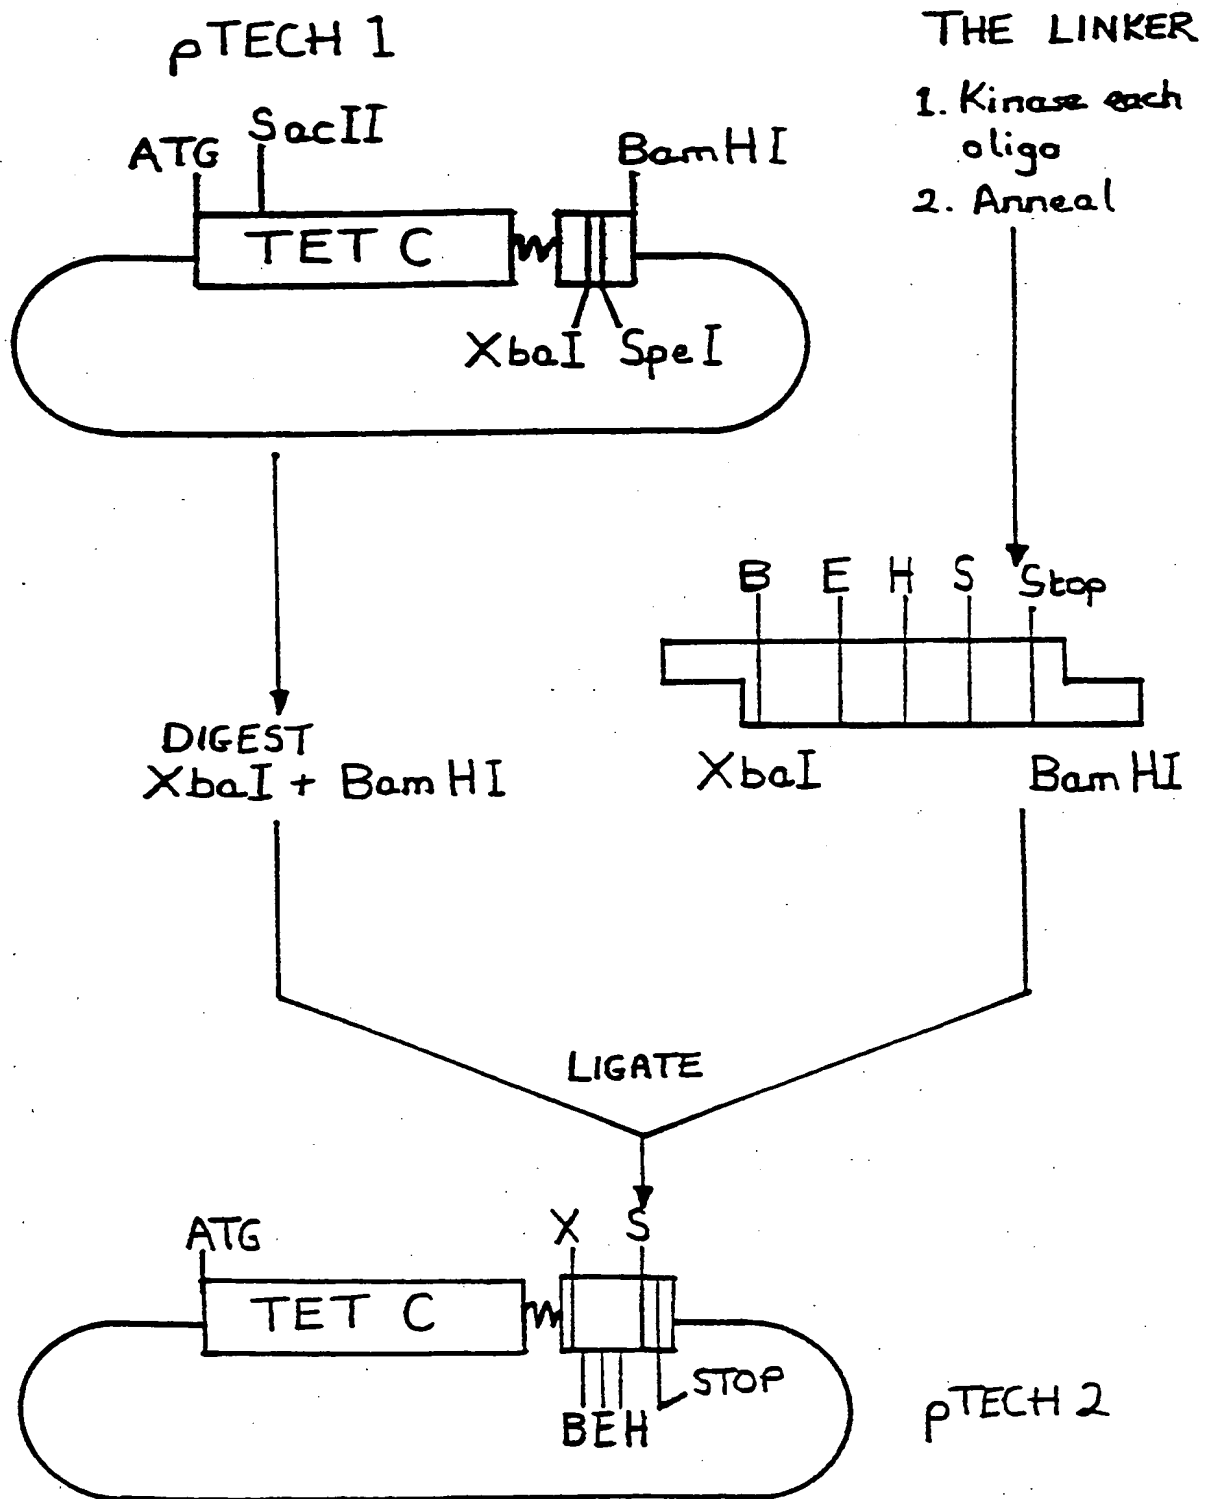 pTECH 1
ATG
SacII
BamHI
TET C
XbaI SpeI
THE LINKER
1. Kinase each
oligo
2. Anneal
DIGEST
XbaI + BamHI
B E H S Stop
XbaI
BamHI
LIGATE
ATG
X S
TET C
STOP
BEH
pTECH 2